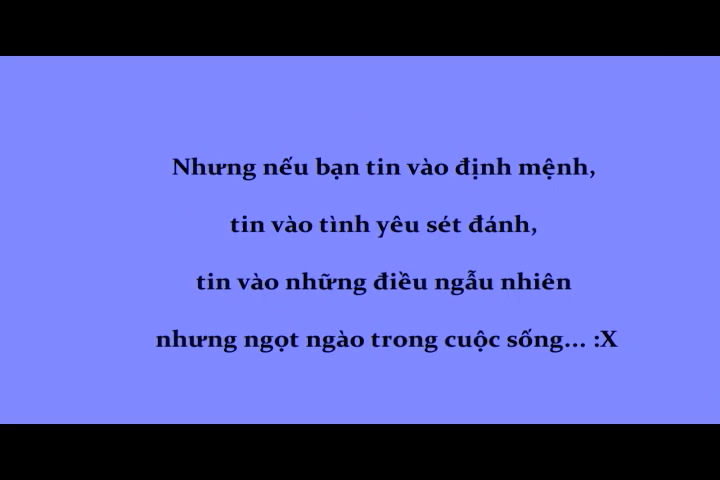 Nhưng nếu bạn tin vào định mệnh,
tin vào tình yêu sét đánh,
tin vào những điều ngẫu nhiên
nhưng ngọt ngào trong cuộc sống... :X